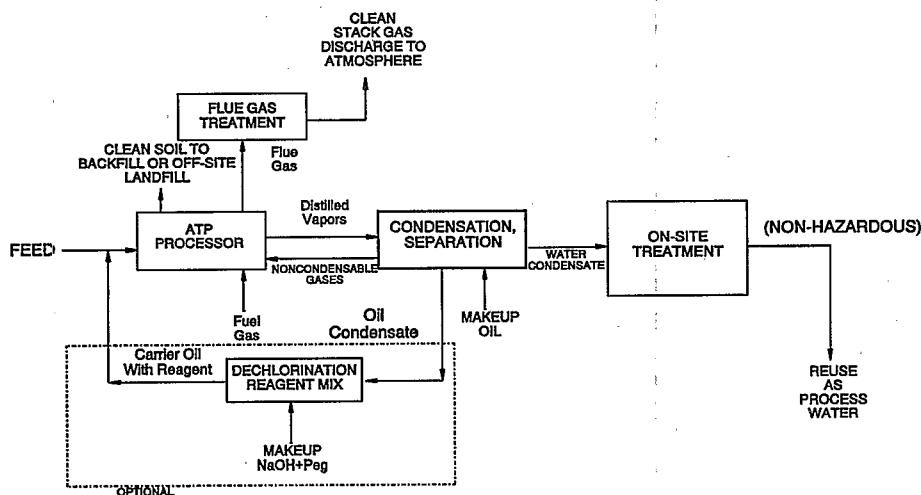 CLEAN
STACK GAS
DISCHARGE TO
ATMOSPHERE
FLUE GAS
TREATMENT
CLEAN SOIL TO
BACKFILL OR OFF-SITE
LANDFILL
Flue
Gas
Distilled
Vapors
FEED
ATP
PROCESSOR
CONDENSATION,
SEPARATION
NONCONDENSABLE
GASES
WATER
CONDENSATE
ON-SITE
TREATMENT
(NON-HAZARDOUS)
Fuel
Gas
Oil
Condensate
MAKEUP
OIL
Carrier Oil
With Reagent
DECHLORINATION
REAGENT MIX
REUSE
AS
PROCESS
WATER
MAKEUP
NaOH+Peg
OPTIONAL